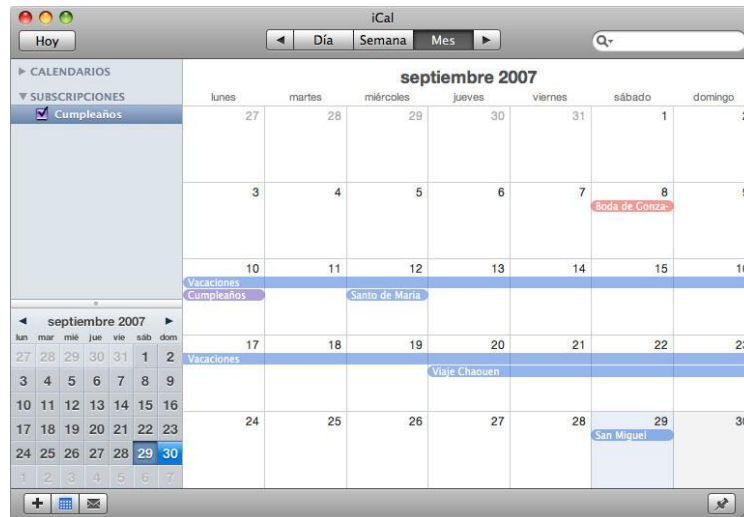 iCal
Hoy
Día Semana Mes
CALENDARIOS
SUBSCRIPCIONES
Cumpleaños
septiembre 2007
lunes martes miércoles jueves viernes sábado domingo
27 28 29 30 31 1 2
3 4 5 6 7 8 9
Boda de Gonza-
10 11 12 13 14 15 16
Vacaciones
Cumpleaños Santo de Maria
17 18 19 20 21 22 23
Vacaciones
Viaje Chaouen
24 25 26 27 28 29 30
San Miguel
septiembre 2007
lun mar mié jue vie sáb dom
27 28 29 30 31 1 2
3 4 5 6 7 8 9
10 11 12 13 14 15 16
17 18 19 20 21 22 23
24 25 26 27 28 29 30
1 2 3 4 5 6 7